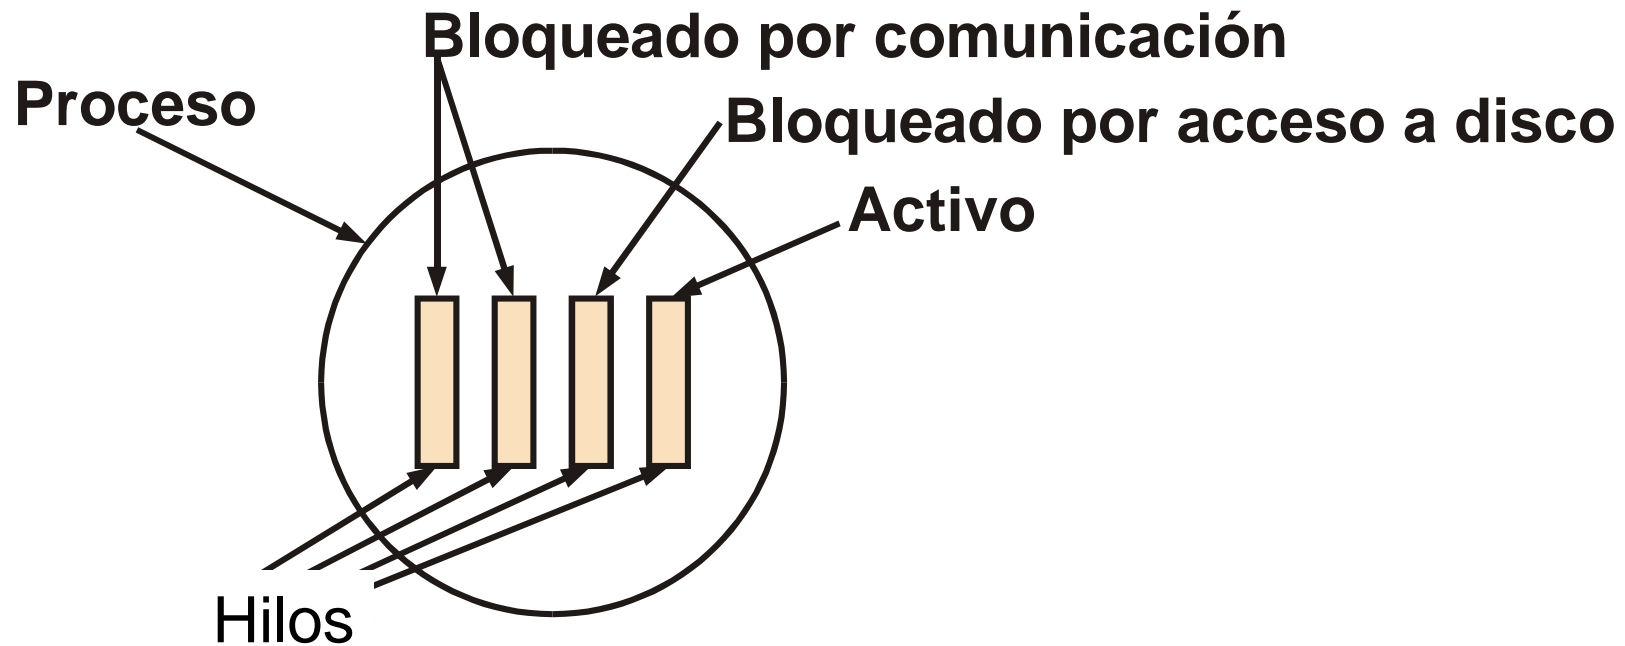 Bloqueado por comunicación
Proceso
Bloqueado por acceso a disco
Activo
Hilos